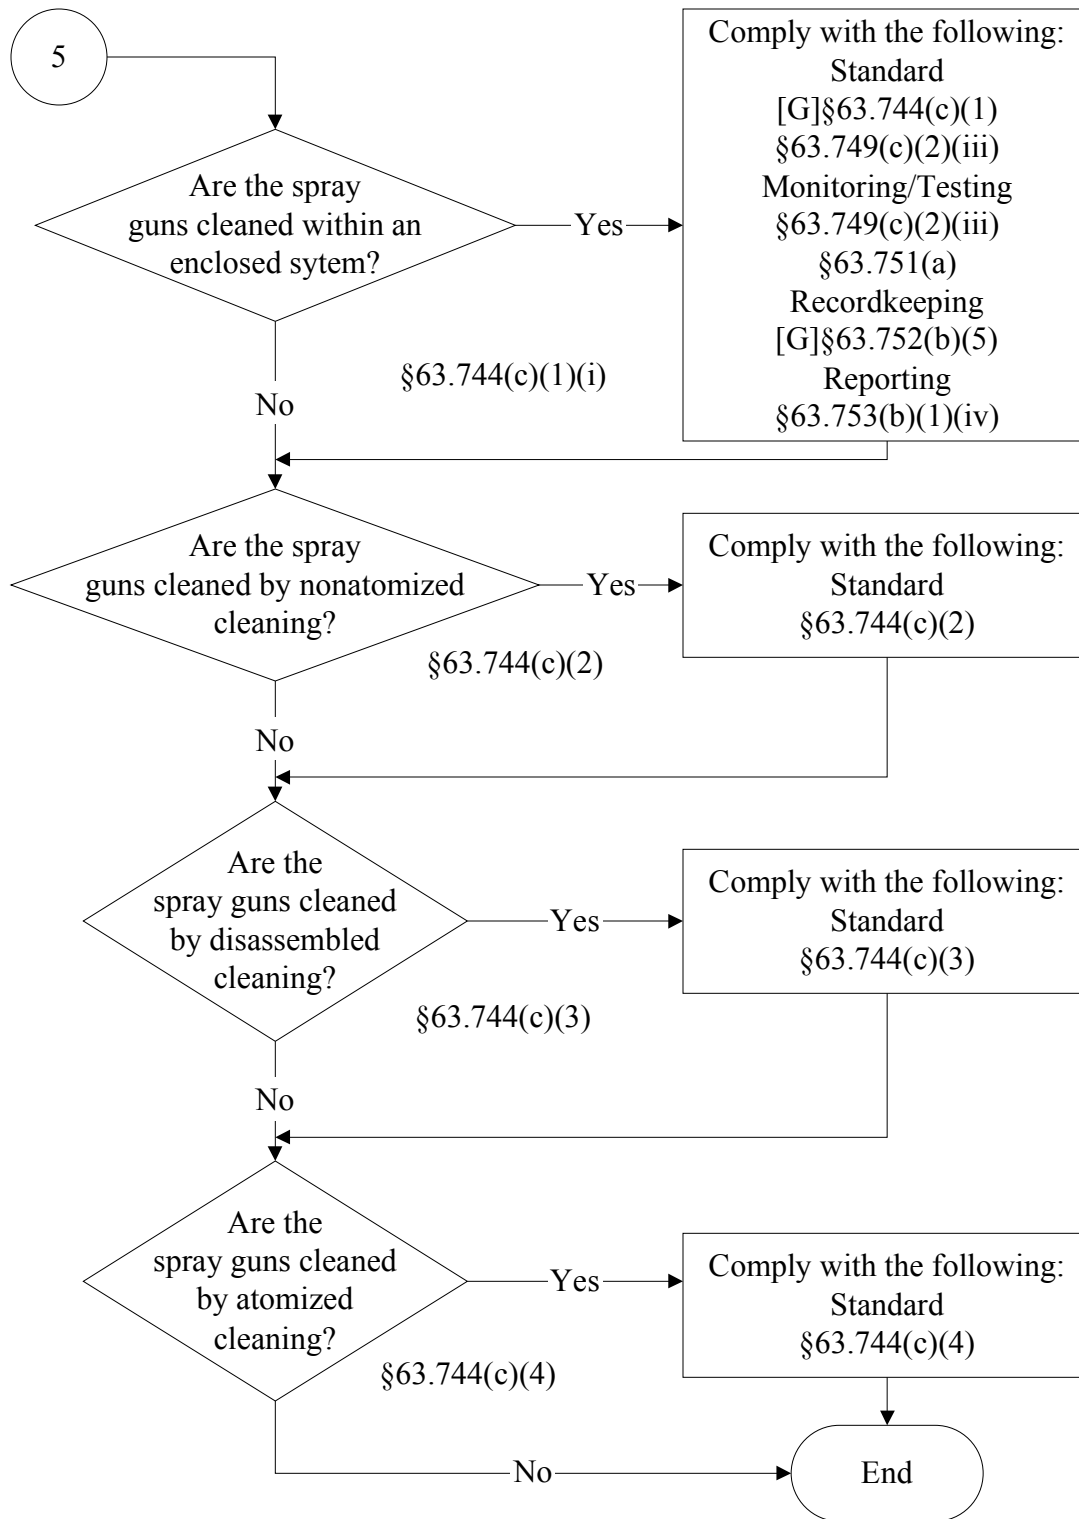 5
Are the spray
guns cleaned within an
enclosed sytem?
Yes
Comply with the following:
Standard
[G]§63.744(c)(1)
§63.749(c)(2)(iii)
Monitoring/Testing
§63.749(c)(2)(iii)
§63.751(a)
Recordkeeping
[G]§63.752(b)(5)
Reporting
§63.753(b)(1)(iv)
§63.744(c)(1)(i)
No
Are the spray
guns cleaned by nonatomized
cleaning?
Yes
Comply with the following:
Standard
§63.744(c)(2)
§63.744(c)(2)
No
Are the
spray guns cleaned
by disassembled
cleaning?
Yes
Comply with the following:
Standard
§63.744(c)(3)
§63.744(c)(3)
No
Are the
spray guns cleaned
by atomized
cleaning?
Yes
Comply with the following:
Standard
§63.744(c)(4)
§63.744(c)(4)
No
End